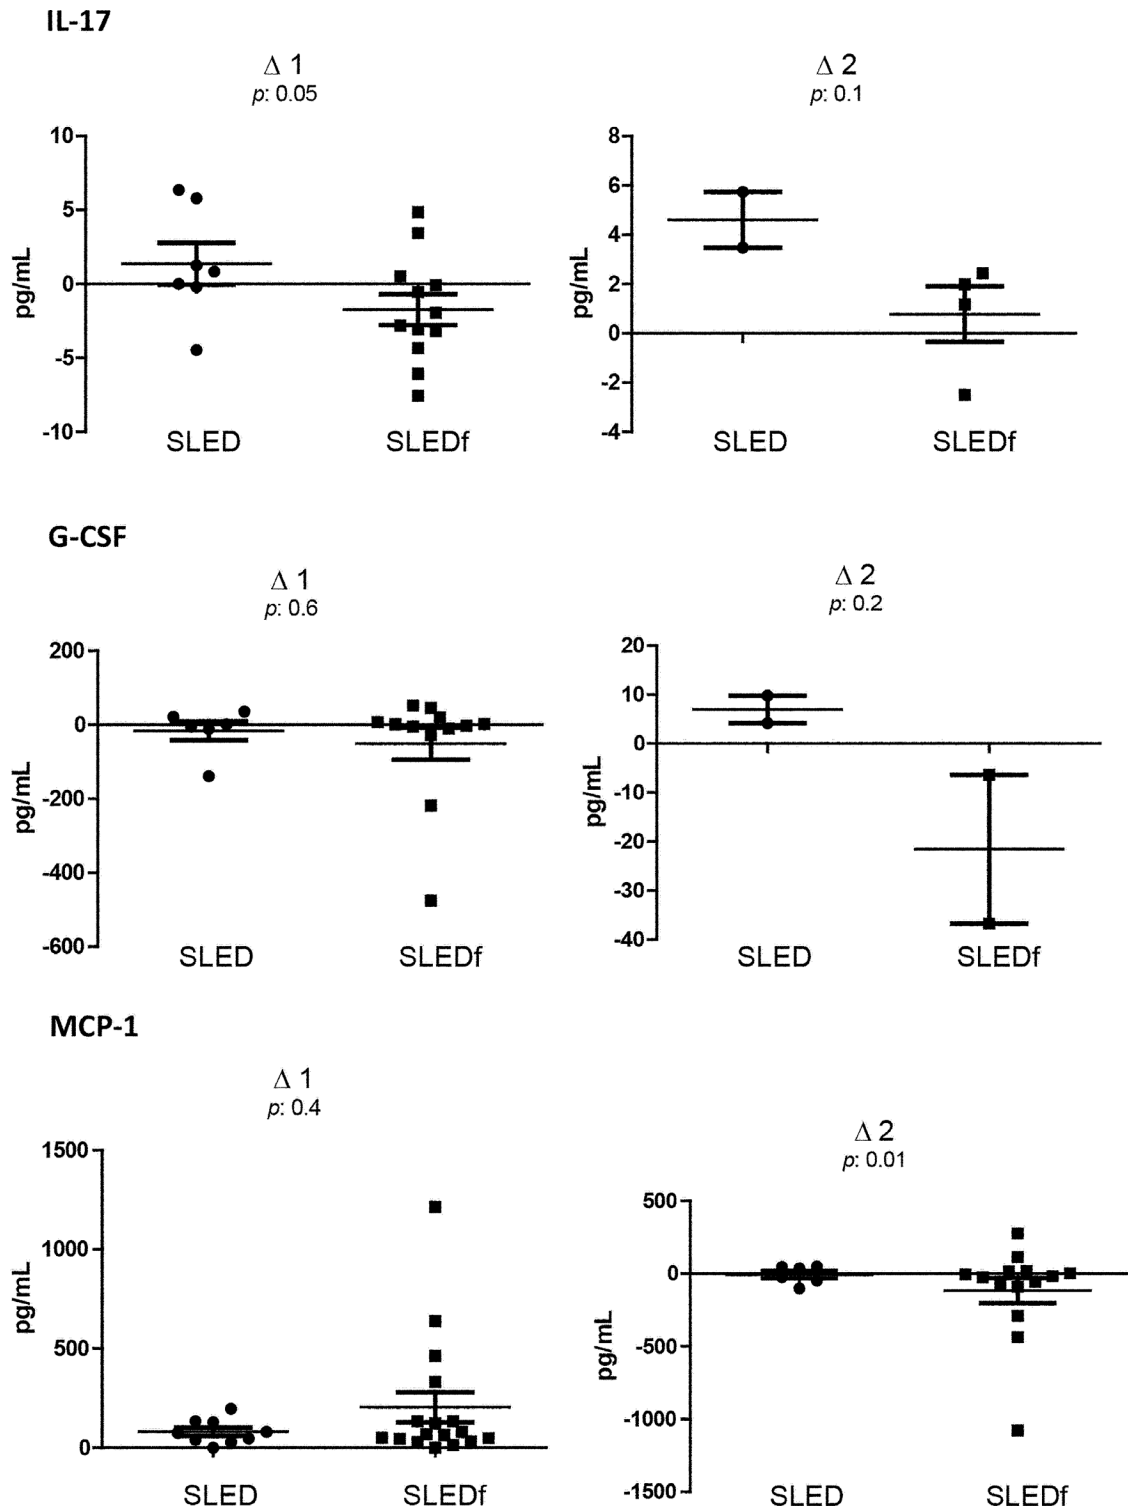 IL-17
Δ 1
p: 0.05
10
5
0
-5
-10
pg/mL
SLED
SLEDf
Δ 2
p: 0.1
8
6
4
2
0
-2
-4
pg/mL
SLED
SLEDf
G-CSF
Δ 1
p: 0.6
200
0
-200
-400
-600
pg/mL
SLED
SLEDf
Δ 2
p: 0.2
20
10
0
-10
-20
-30
-40
pg/mL
SLED
SLEDf
MCP-1
Δ 1
p: 0.4
1500
1000
500
0
pg/mL
SLED
SLEDf
Δ 2
p: 0.01
500
0
-500
-1000
-1500
pg/mL
SLED
SLEDf